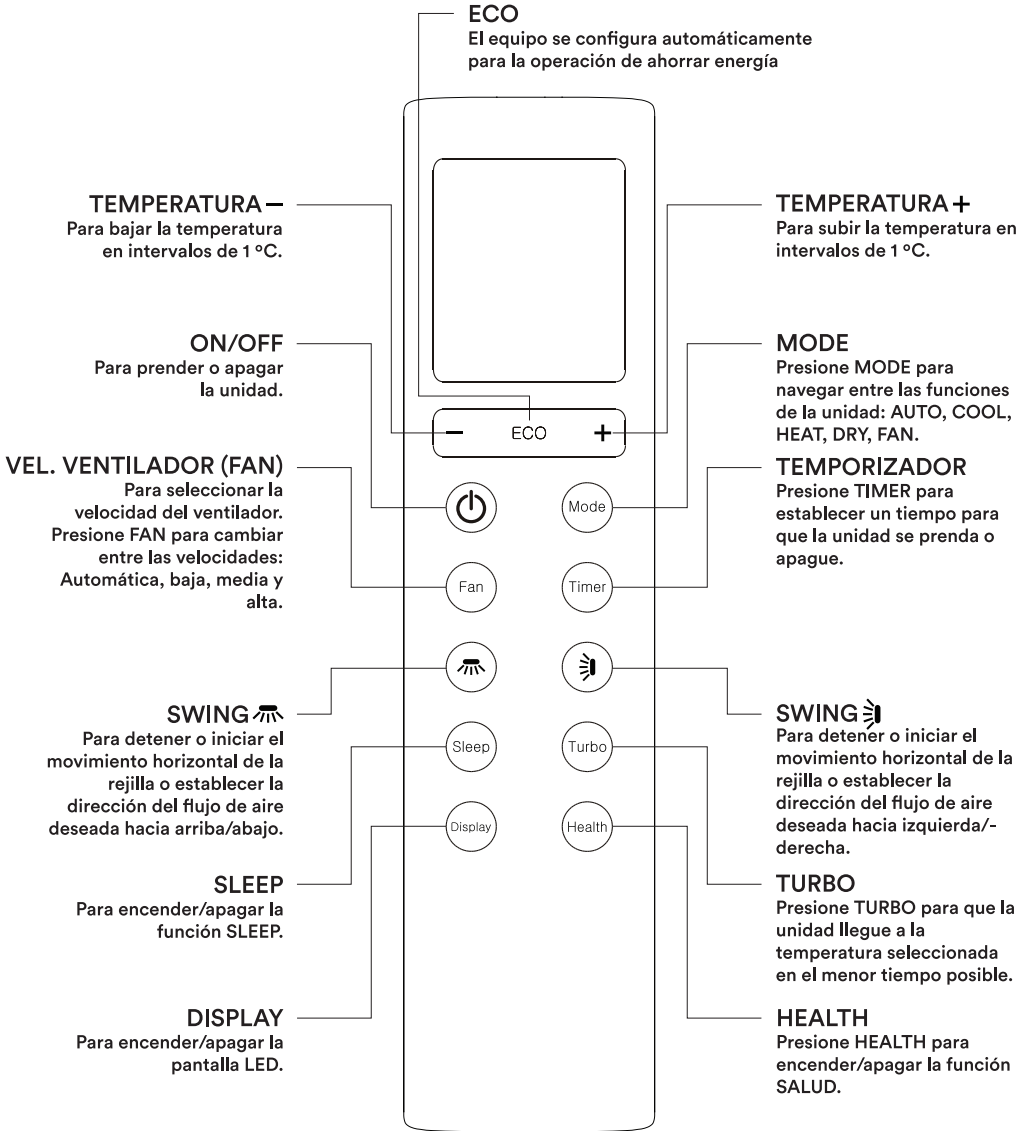 ECO
El equipo se configura automáticamente
para la operación de ahorrar energía
TEMPERATURA −
Para bajar la temperatura
en intervalos de 1 ºC.
ON/OFF
Para prender o apagar
la unidad.
VEL. VENTILADOR (FAN)
Para seleccionar la
velocidad del ventilador.
Presione FAN para cambiar
entre las velocidades:
Automática, baja, media y
alta.
SWING
Para detener o iniciar el
movimiento horizontal de la
rejilla o establecer la
dirección del flujo de aire
deseada hacia arriba/abajo.
SLEEP
Para encender/apagar la
función SLEEP.
DISPLAY
Para encender/apagar la
pantalla LED.
− ECO +
Mode
Fan
Timer
Sleep
Turbo
Display
Health
TEMPERATURA +
Para subir la temperatura en
intervalos de 1 ºC.
MODE
Presione MODE para
navegar entre las funciones
de la unidad: AUTO, COOL,
HEAT, DRY, FAN.
TEMPORIZADOR
Presione TIMER para
establecer un tiempo para
que la unidad se prenda o
apague.
SWING
Para detener o iniciar el
movimiento horizontal de la
rejilla o establecer la
dirección del flujo de aire
deseada hacia izquierda/-
derecha.
TURBO
Presione TURBO para que la
unidad llegue a la
temperatura seleccionada
en el menor tiempo posible.
HEALTH
Presione HEALTH para
encender/apagar la función
SALUD.